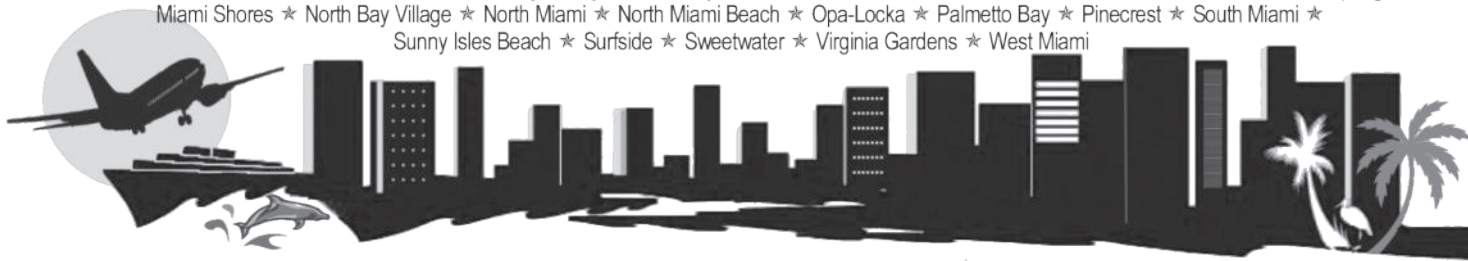 Miami Shores ✯ North Bay Village ✯ North Miami ✯ North Miami Beach ✯ Opa-Locka ✯ Palmetto Bay ✯ Pinecrest ✯ South Miami ✯
Sunny Isles Beach ✯ Surfside ✯ Sweetwater ✯ Virginia Gardens ✯ West Miami